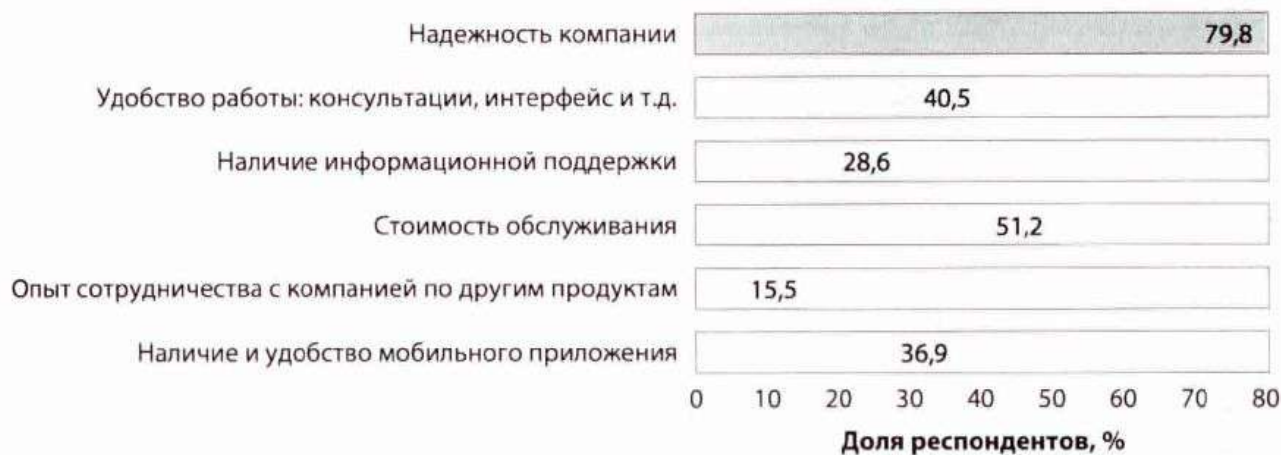 Надежность компании 79,8
Удобство работы: консультации, интерфейс и т.д. 40,5
Наличие информационной поддержки 28,6
Стоимость обслуживания 51,2
Опыт сотрудничества с компанией по другим продуктам 15,5
Наличие и удобство мобильного приложения 36,9
0 10 20 30 40 50 60 70 80
Доля респондентов, %